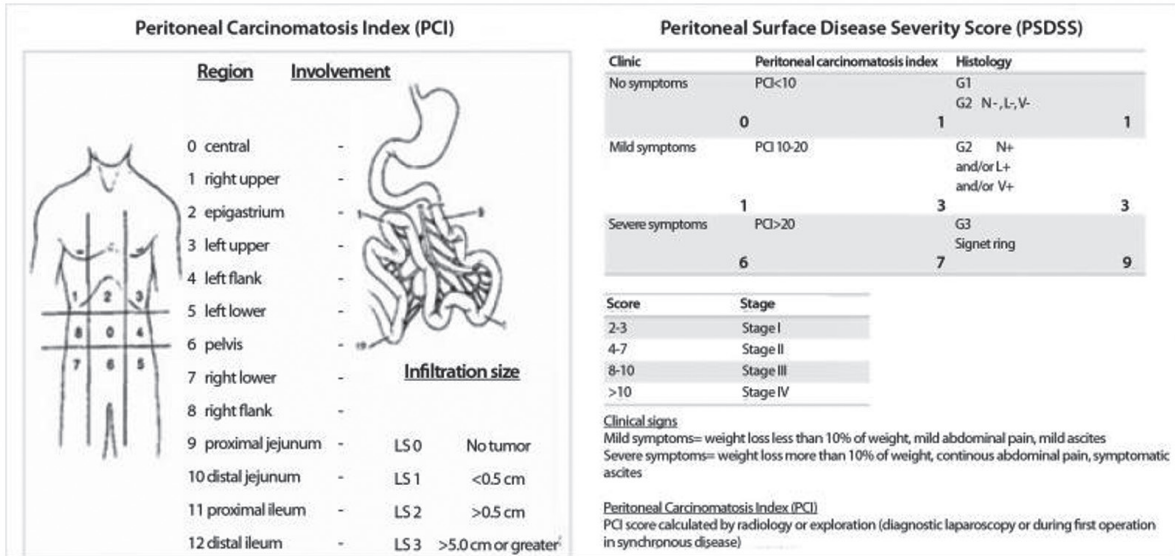 Peritoneal Carcinomatosis Index (PCI)
Region Involvement
0 central -
1 right upper -
2 epigastrium -
3 left upper -
4 left flank -
5 left lower -
6 pelvis -
7 right lower -
8 right flank -
9 proximal jejunum -
10 distal jejunum -
11 proximal ileum -
12 distal ileum -
1 2 3
8 0 4
7 6 5
Infiltration size
LS 0 No tumor
LS 1 <0.5 cm
LS 2 >0.5 cm
LS 3 >5.0 cm or greater
Peritoneal Surface Disease Severity Score (PSDSS)
Clinic Peritoneal carcinomatosis index Histology
No symptoms PCI<10 G1
G2 N-,L-,V-
0 1 1
Mild symptoms PCI 10-20 G2 N+
and/or L+
and/or V+
1 3 3
Severe symptoms PCI>20 G3
Signet ring
6 7 9
Score Stage
2-3 Stage I
4-7 Stage II
8-10 Stage III
>10 Stage IV
Clinical signs
Mild symptoms= weight loss less than 10% of weight, mild abdominal pain, mild ascites
Severe symptoms= weight loss more than 10% of weight, continous abdominal pain, symptomatic
ascites
Peritoneal Carcinomatosis Index (PCI)
PCI score calculated by radiology or exploration (diagnostic laparoscopy or during first operation
in synchronous disease)